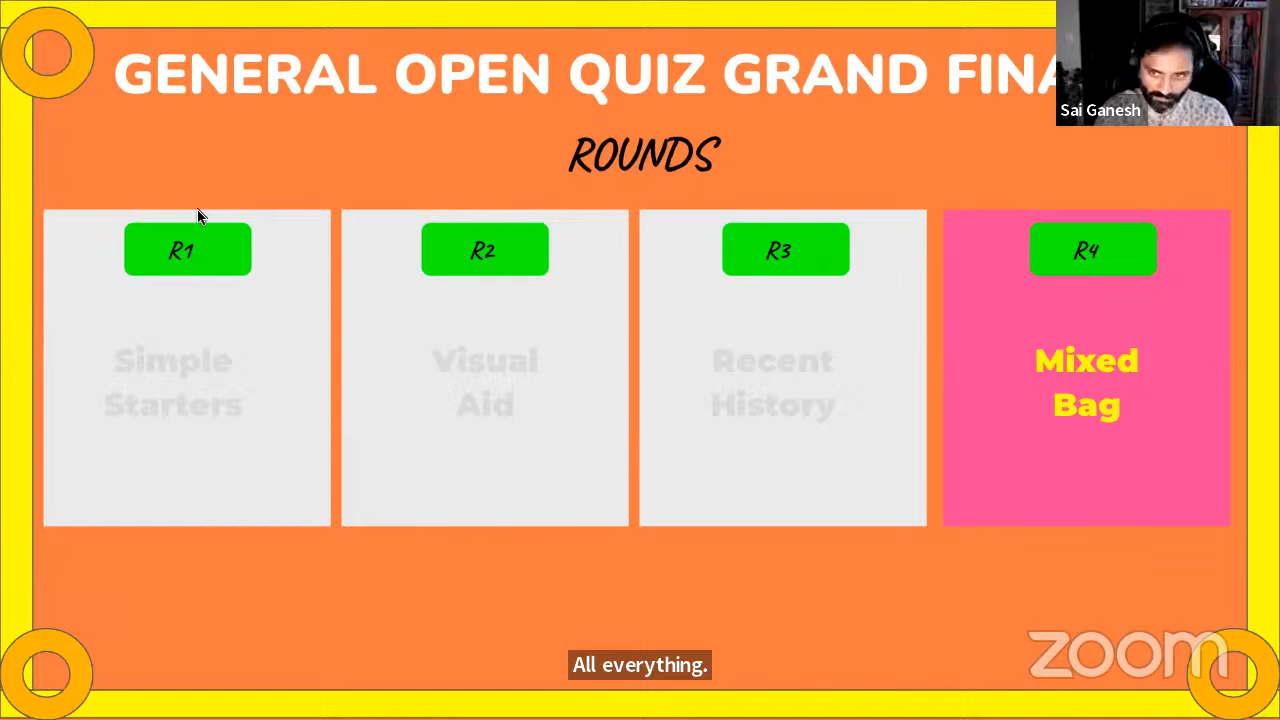 GENERAL OPEN QUIZ GRAND FINA
Sai Ganesh
ROUNDS
R1
R2
R3
R4
Simple
Starters
Visual
Aid
Recent
History
Mixed
Bag
All everything.
zoom